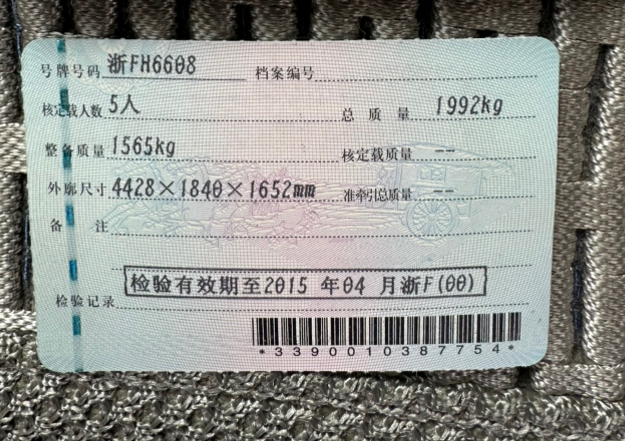 号牌号码 浙FH6608 档案编号
核定载人数 5人 总质量 1992kg
整备质量 1565kg 核定载质量 --
外廓尺寸 4428×1840×1652mm 准牵引总质量 --
备注
检验记录 检验有效期至2015 年04 月浙F(00)
*3390010387754*